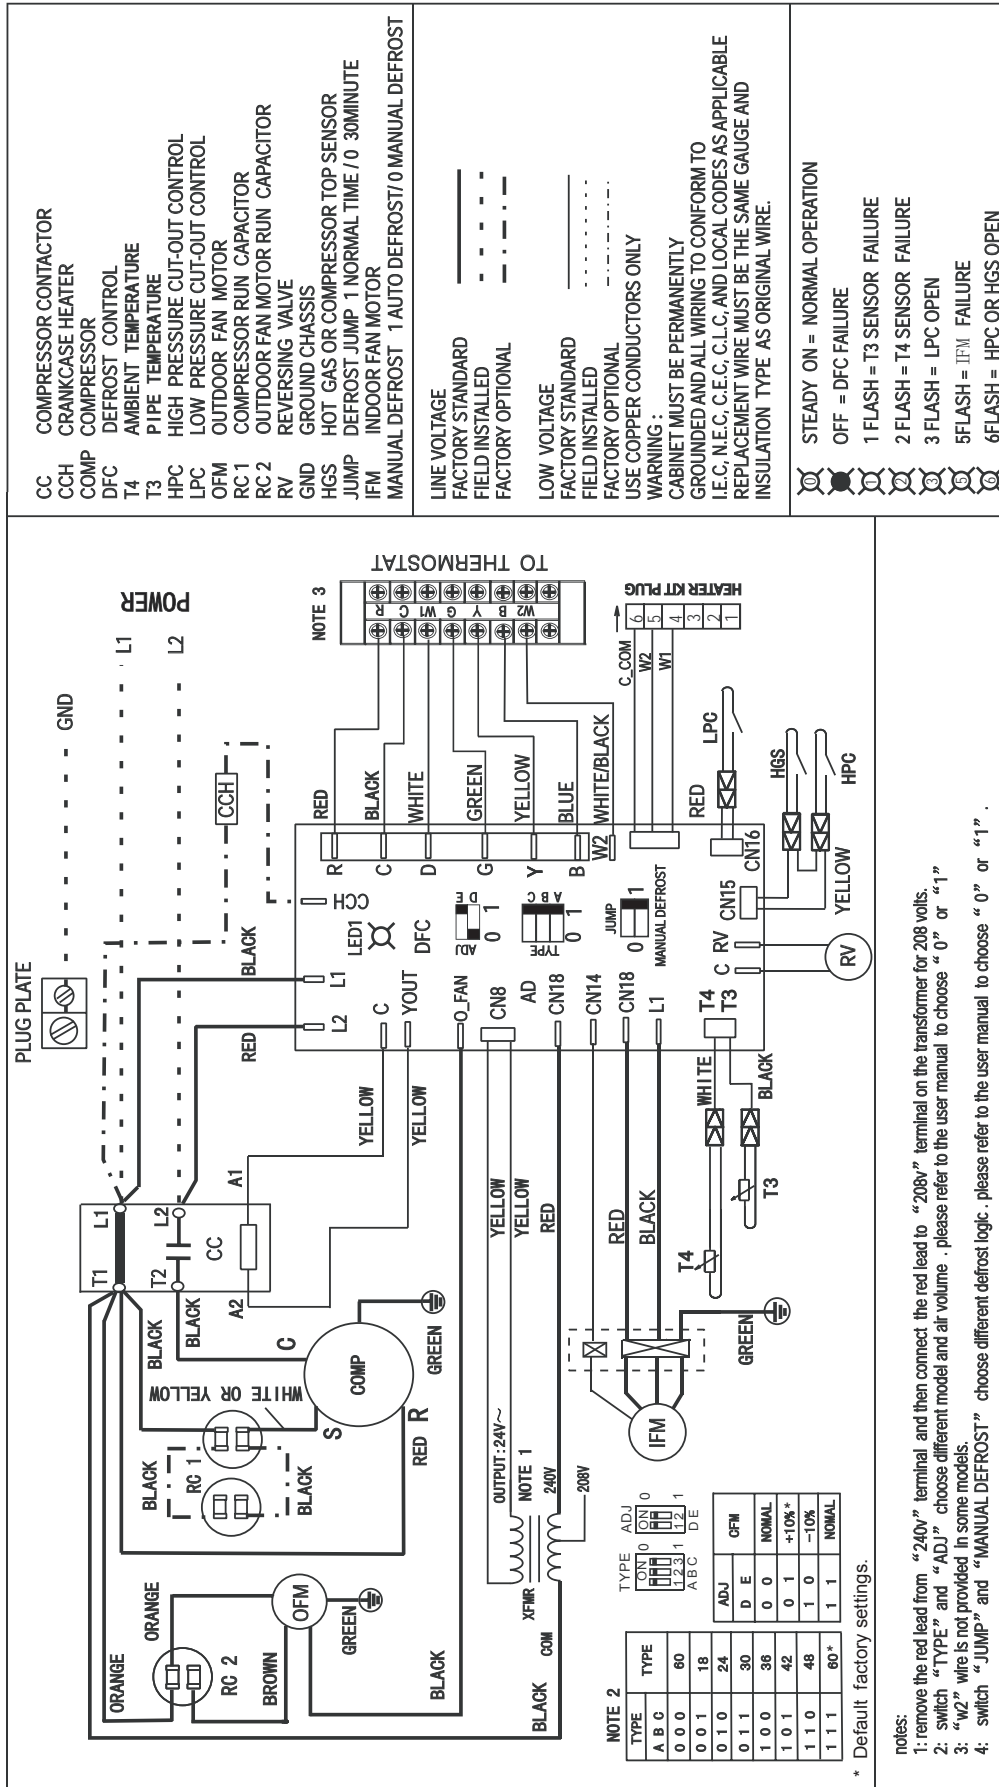 PLUG PLATE
GND
POWER
L1
L2
CCH
BLACK
RED
T1
L1
T2
L2
CC
A2
A1
BLACK
BLACK
WHITE OR YELLOW
C
S
R
COMP
RED
GREEN
BLACK
RC 1
BLACK
ORANGE
ORANGE
RC 2
BROWN
OFM
GREEN
BLACK
BLACK
YELLOW
YELLOW
L2
L1
CCH
C
YOUT
O_FAN
CN8
AD
CN18
CN14
CN18
L1
T4
T3
C
RV
CN15
CN16
LED1
DFC
ADJ
D E
0 1
TYPE
A B C
0 1
JUMP
0 1
MANUAL DEFROST
R
C
D
G
Y
B
W2
RED
BLACK
WHITE
GREEN
YELLOW
BLUE
WHITE/BLACK
NOTE 3
R
C
W1
G
Y
B
W2
TO THERMOSTAT
HEATER KIT PLUG
6
5
4
3
2
1
C_COM
W2
W1
RED
LPC
HGS
HPC
YELLOW
RV
WHITE
BLACK
T4
T3
YELLOW
YELLOW
RED
RED
BLACK
OUTPUT:24V~
NOTE 1
XFMR
240V
208V
COM
IFM
GREEN
NOTE 2
TYPE TYPE
A B C
0 0 0 60
0 0 1 18
0 1 0 24
0 1 1 30
1 0 0 36
1 0 1 42
1 1 0 48
1 1 1 60*
TYPE
ON
0
1 2 3
1
A B C
ADJ
ON
0
1 2
1
D E
ADJ CFM
D E
0 0 NOMAL
0 1 +10%*
1 0 -10%
1 1 NOMAL
* Default factory settings.
notes:
1: remove the red lead from “240v” terminal and then connect the red lead to “208v” terminal on the transformer for 208 volts.
2: switch “TYPE” and “ADJ” choose different model and air volume . please refer to the user manual to choose “ 0” or “1”
3: “w2” wire is not provided in some models.
4: switch “JUMP” and “MANUAL DEFROST” choose different defrost logic . please refer to the user manual to choose “ 0” or “1” .
CC COMPRESSOR CONTACTOR
CCH CRANKCASE HEATER
COMP COMPRESSOR
DFC DEFROST CONTROL
T4 AMBIENT TEMPERATURE
T3 PIPE TEMPERATURE
HPC HIGH PRESSURE CUT-OUT CONTROL
LPC LOW PRESSURE CUT-OUT CONTROL
OFM OUTDOOR FAN MOTOR
RC 1 COMPRESSOR RUN CAPACITOR
RC 2 OUTDOOR FAN MOTOR RUN CAPACITOR
RV REVERSING VALVE
GND GROUND CHASSIS
HGS HOT GAS OR COMPRESSOR TOP SENSOR
JUMP DEFROST JUMP 1 NORMAL TIME / 0 30MINUTE
IFM INDOOR FAN MOTOR
MANUAL DEFROST 1 AUTO DEFROST/ 0 MANUAL DEFROST
LINE VOLTAGE
FACTORY STANDARD
FIELD INSTALLED
FACTORY OPTIONAL
LOW VOLTAGE
FACTORY STANDARD
FIELD INSTALLED
FACTORY OPTIONAL
USE COPPER CONDUCTORS ONLY
WARNING :
CABINET MUST BE PERMANENTLY
GROUNDED AND ALL WIRING TO CONFORM TO
I.E.C, N.E.C, C.E.C, C.L.C, AND LOCAL CODES AS APPLICABLE
REPLACEMENT WIRE MUST BE THE SAME GAUGE AND
INSULATION TYPE AS ORIGINAL WIRE.
0 STEADY ON = NORMAL OPERATION
OFF = DFC FAILURE
1 1 FLASH = T3 SENSOR FAILURE
2 2 FLASH = T4 SENSOR FAILURE
3 3 FLASH = LPC OPEN
5 5FLASH = IFM FAILURE
6 6FLASH = HPC OR HGS OPEN